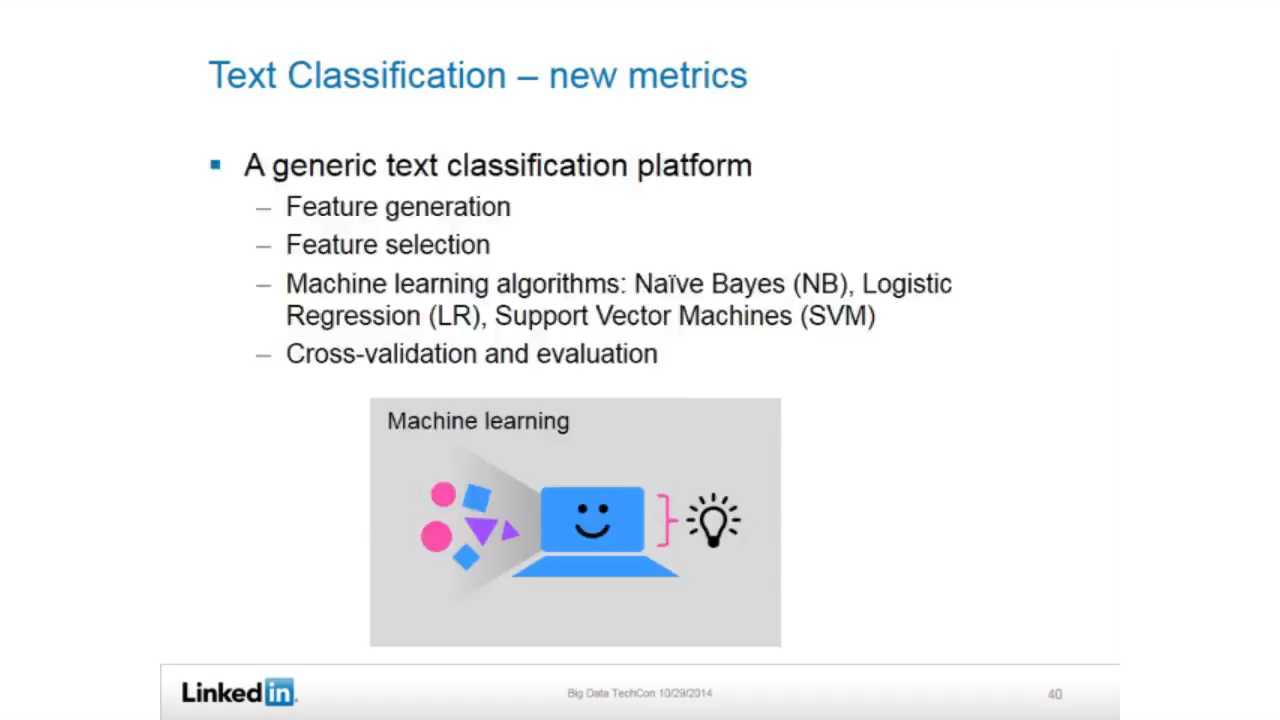 Text Classification – new metrics
A generic text classification platform
– Feature generation
– Feature selection
– Machine learning algorithms: Naïve Bayes (NB), Logistic
Regression (LR), Support Vector Machines (SVM)
– Cross-validation and evaluation
Machine learning
Linked in
Big Data TechCon 10/29/2014
40